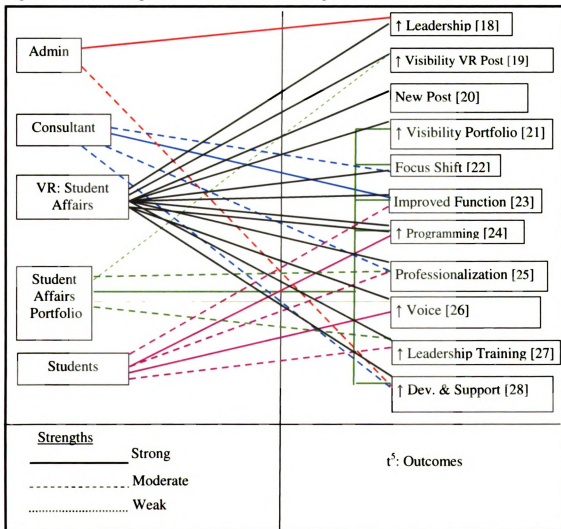 Admin
Consultant
VR: Student
Affairs
Student
Affairs
Portfolio
Students
↑ Leadership [18]
↑ Visibility VR Post [19]
New Post [20]
↑ Visibility Portfolio [21]
Focus Shift [22]
Improved Function [23]
↑ Programming [24]
Professionalization [25]
↑ Voice [26]
↑ Leadership Training [27]
↑ Dev. & Support [28]
Strengths
Strong
Moderate
Weak
t⁵: Outcomes